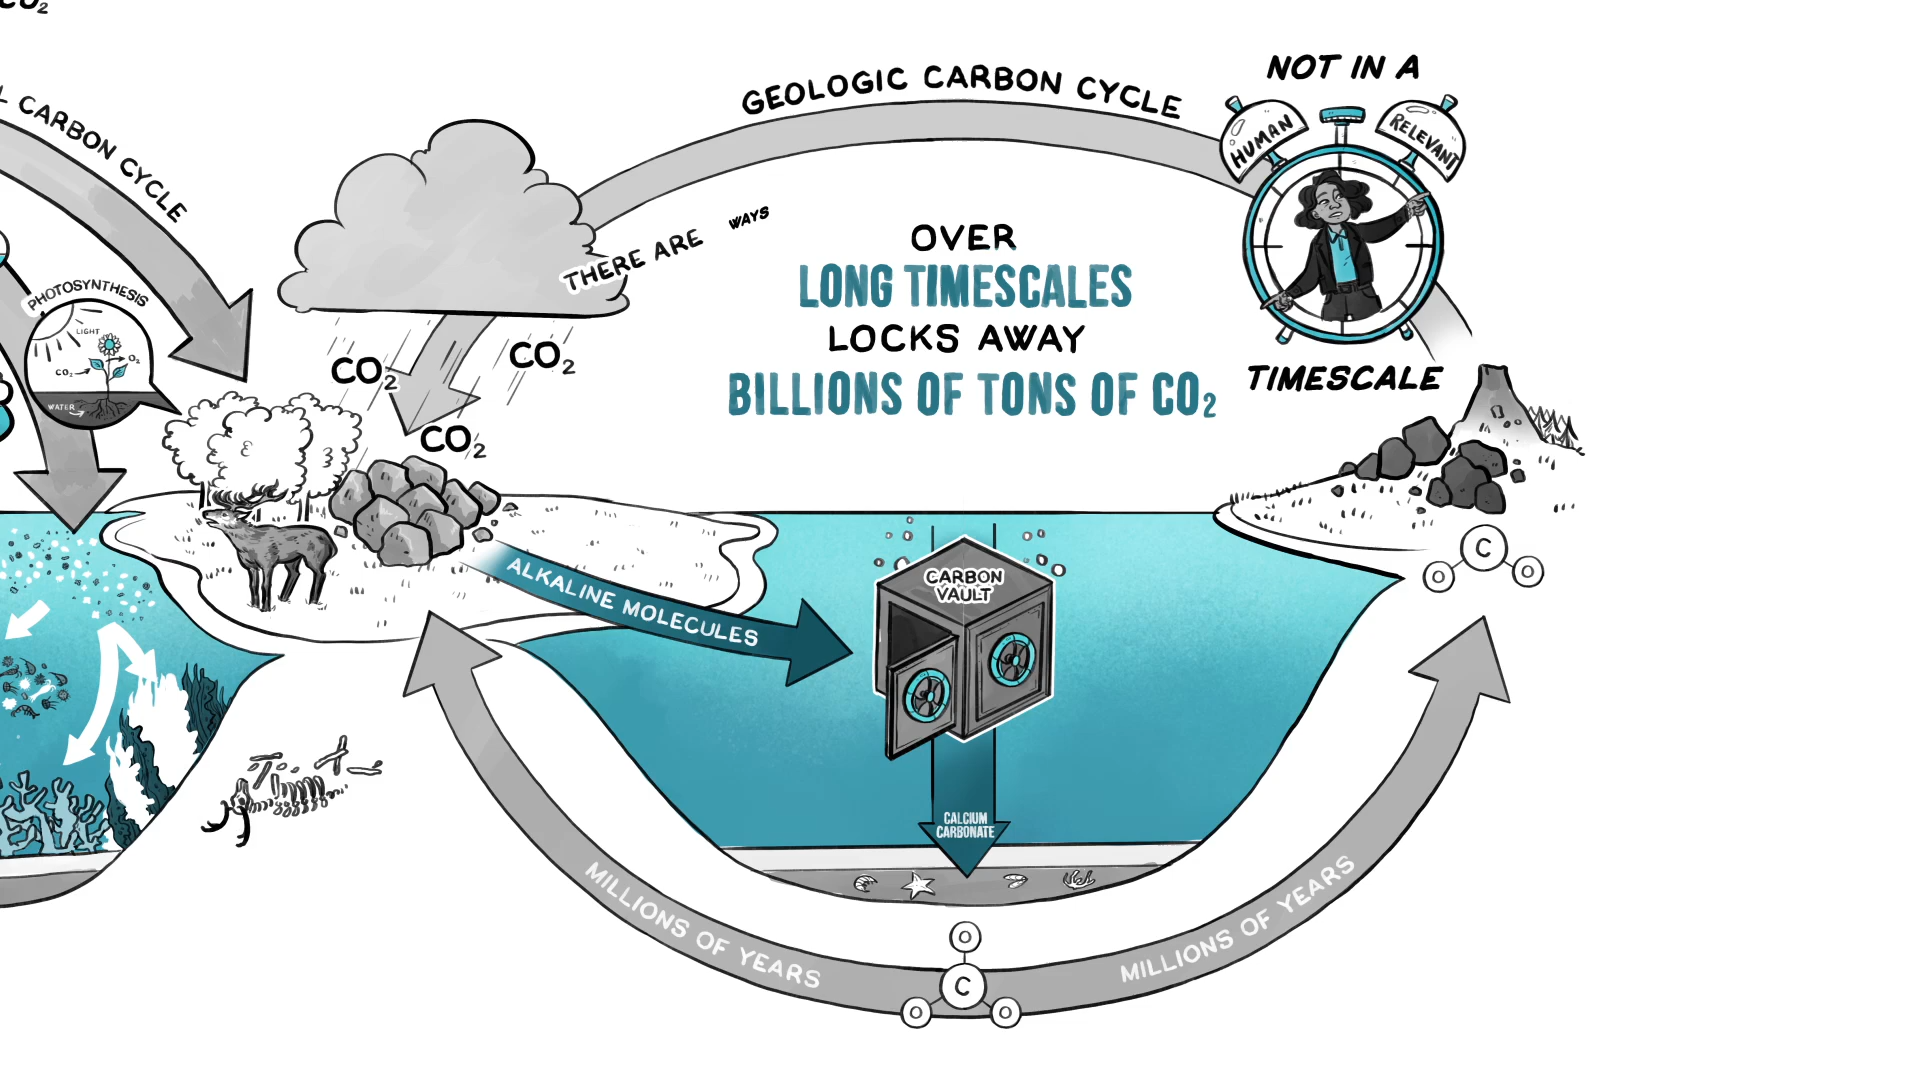 CO₂
L CARBON CYCLE
PHOTOSYNTHESIS
LIGHT
O₂
CO₂
WATER
GEOLOGIC CARBON CYCLE
NOT IN A
HUMAN
RELEVANT
TIMESCALE
THERE ARE WAYS
OVER
LONG TIMESCALES
LOCKS AWAY
BILLIONS OF TONS OF CO₂
CO₂
CO₂
CO₂
ALKALINE MOLECULES
CARBON
VAULT
CALCIUM
CARBONATE
C
O
O
MILLIONS OF YEARS
MILLIONS OF YEARS
O
C
O
O